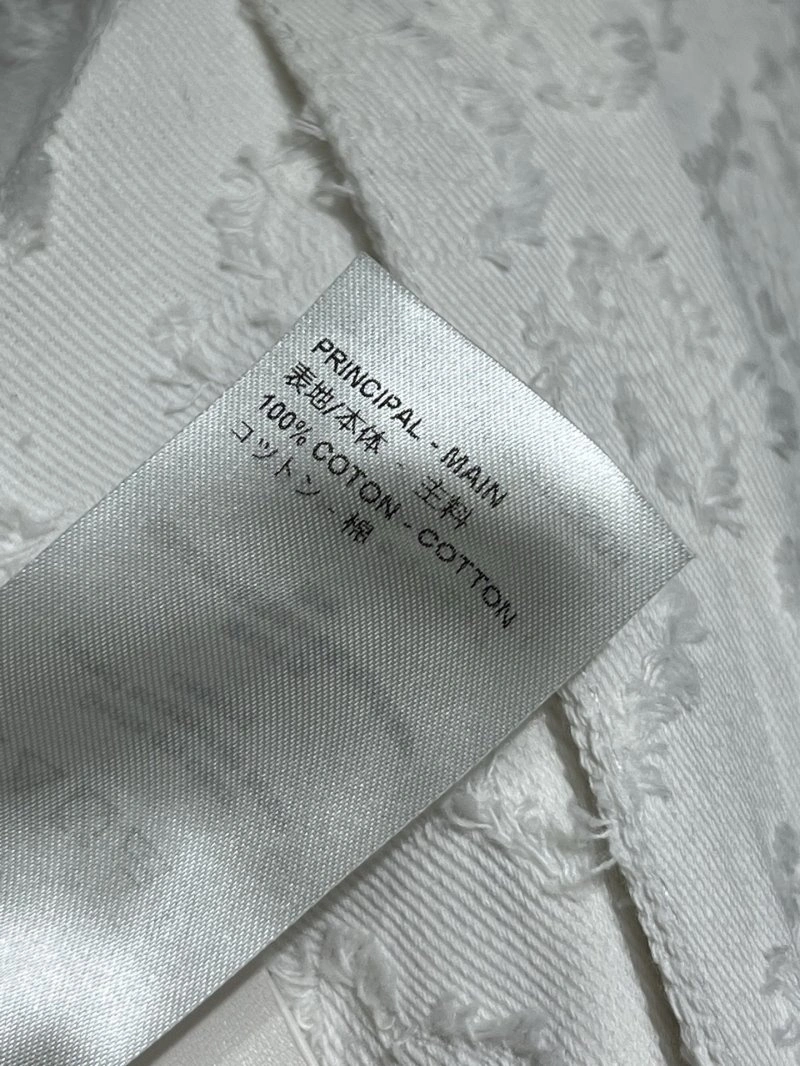 PRINCIPAL - MAIN
表地/本体 - 主料
100% COTON - COTTON
コットン - 棉